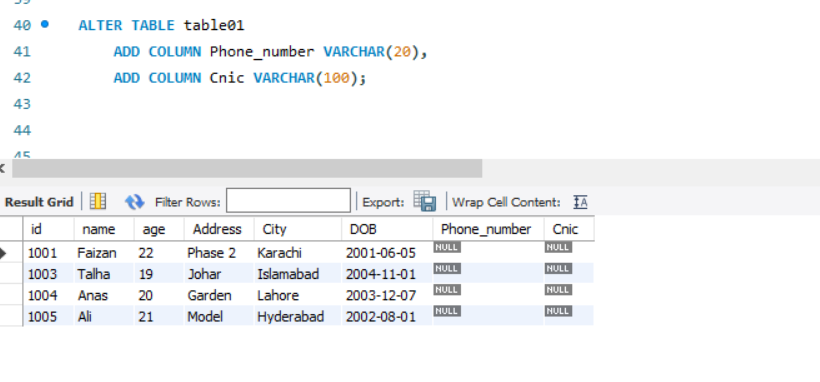 39
40 ALTER TABLE table01
41 ADD COLUMN Phone_number VARCHAR(20),
42 ADD COLUMN Cnic VARCHAR(100);
43
44
45
Result Grid Filter Rows: Export: Wrap Cell Content: IA
id name age Address City DOB Phone_number Cnic
1001 Faizan 22 Phase 2 Karachi 2001-06-05 NULL NULL
1003 Talha 19 Johar Islamabad 2004-11-01 NULL NULL
1004 Anas 20 Garden Lahore 2003-12-07 NULL NULL
1005 Ali 21 Model Hyderabad 2002-08-01 NULL NULL